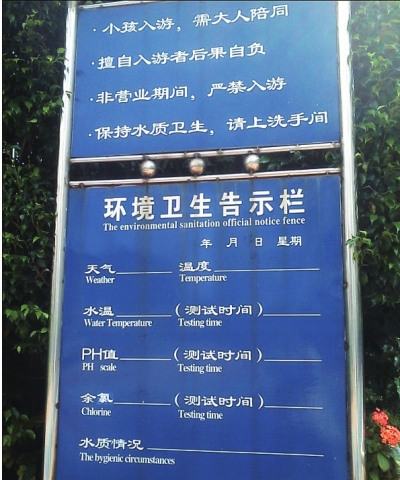 ·小孩入游，需大人陪同
·擅自入游者后果自负
·非营业期间，严禁入游
·保持水质卫生，请上洗手间
环境卫生告示栏
The environmental sanitation official notice fence
年 月 日 星期
天气 温度
Weather Temperature
水温 （测试时间）
Water Temperature Testing time
PH值 （测试时间）
PH scale Testing time
余氯 （测试时间）
Chlorine Testing time
水质情况
The bygienic circumstances